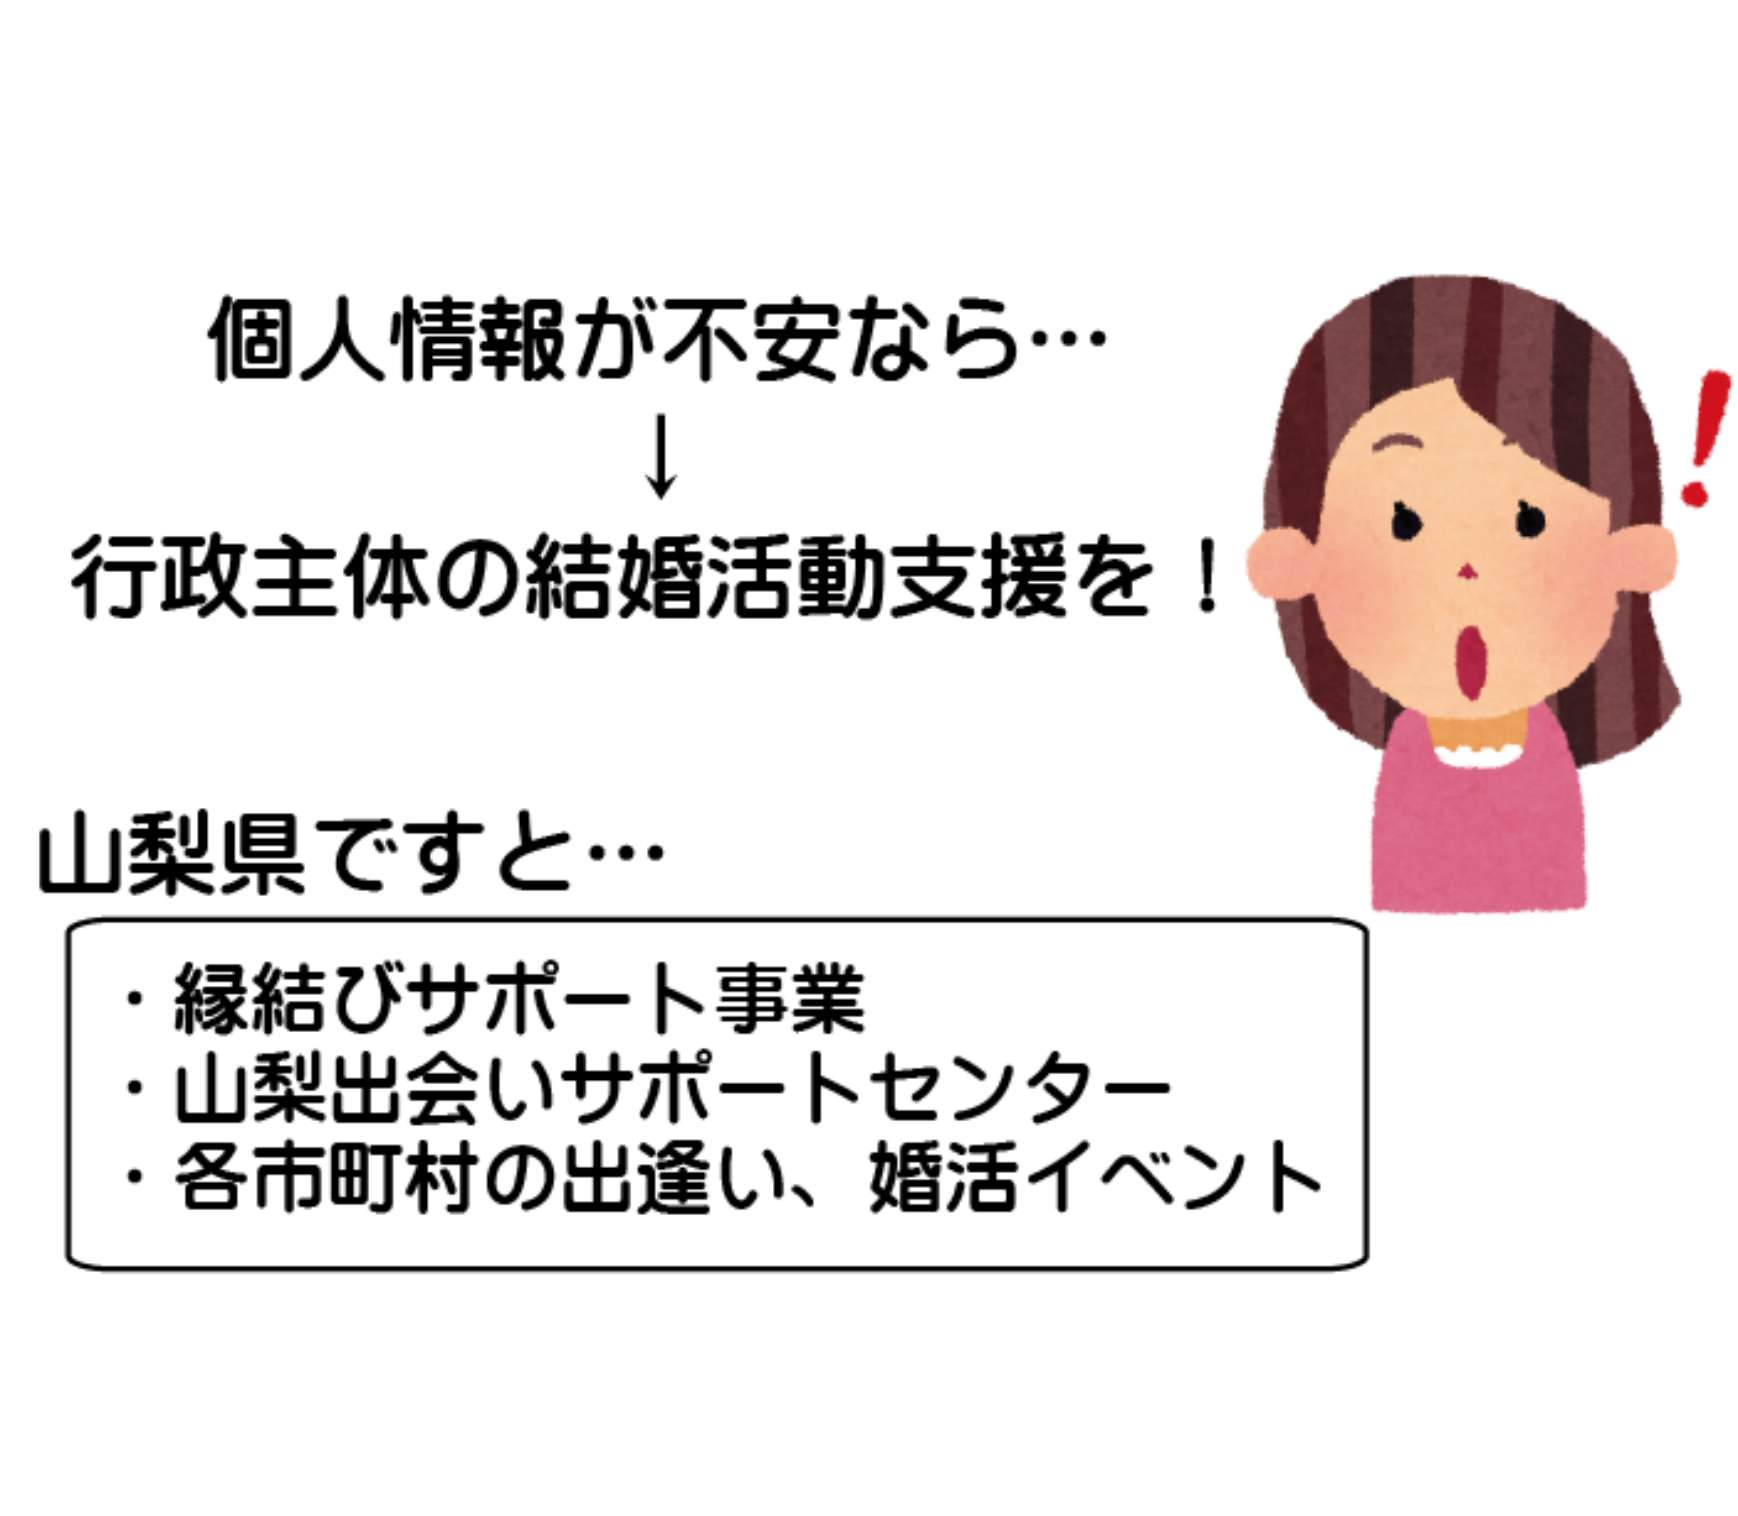 個人情報が不安なら…
↓
行政主体の結婚活動支援を！
山梨県ですと…
・縁結びサポート事業
・山梨出会いサポートセンター
・各市町村の出逢い、婚活イベント